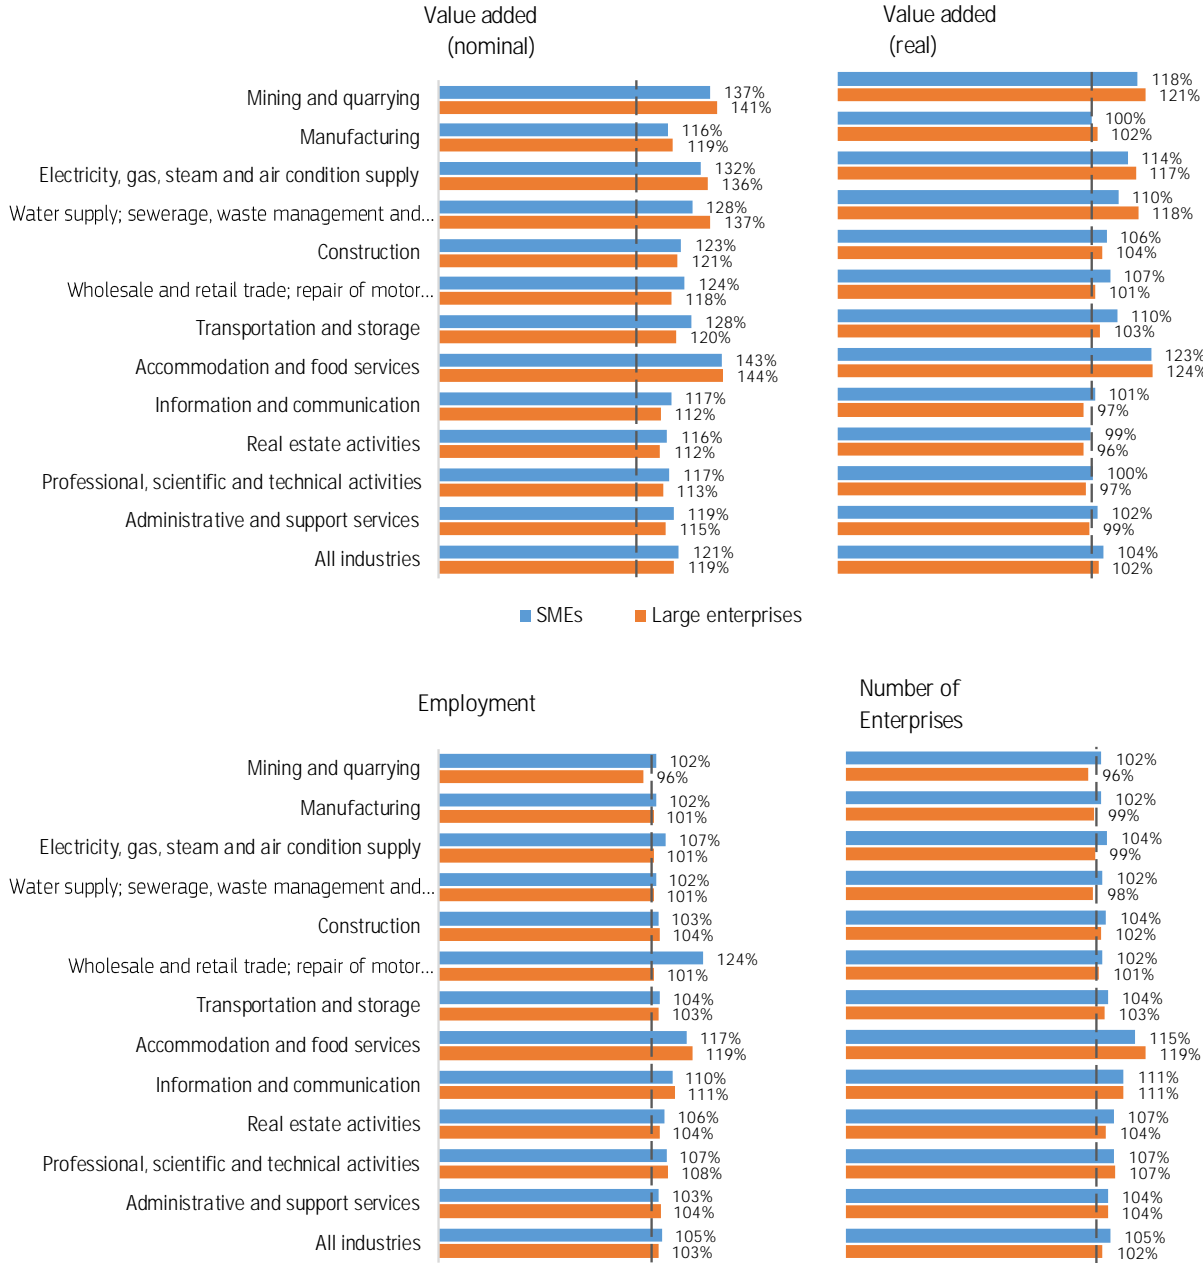 Value added
(nominal)
Value added
(real)
Mining and quarrying 137% 118%
141% 121%
Manufacturing 116% 100%
119% 102%
Electricity, gas, steam and air condition supply 132% 114%
136% 117%
Water supply; sewerage, waste management and... 128% 110%
137% 118%
Construction 123% 106%
121% 104%
Wholesale and retail trade; repair of motor... 124% 107%
118% 101%
Transportation and storage 128% 110%
120% 103%
Accommodation and food services 143% 123%
144% 124%
Information and communication 117% 101%
112% 97%
Real estate activities 116% 99%
112% 96%
Professional, scientific and technical activities 117% 100%
113% 97%
Administrative and support services 119% 102%
115% 99%
All industries 121% 104%
119% 102%
SMEs Large enterprises
Employment
Number of
Enterprises
Mining and quarrying 102% 102%
96% 96%
Manufacturing 102% 102%
101% 99%
Electricity, gas, steam and air condition supply 107% 104%
101% 99%
Water supply; sewerage, waste management and... 102% 102%
101% 98%
Construction 103% 104%
104% 102%
Wholesale and retail trade; repair of motor... 124% 102%
101% 101%
Transportation and storage 104% 104%
103% 103%
Accommodation and food services 117% 115%
119% 119%
Information and communication 110% 111%
111% 111%
Real estate activities 106% 107%
104% 104%
Professional, scientific and technical activities 107% 107%
108% 107%
Administrative and support services 103% 104%
104% 104%
All industries 105% 105%
103% 102%